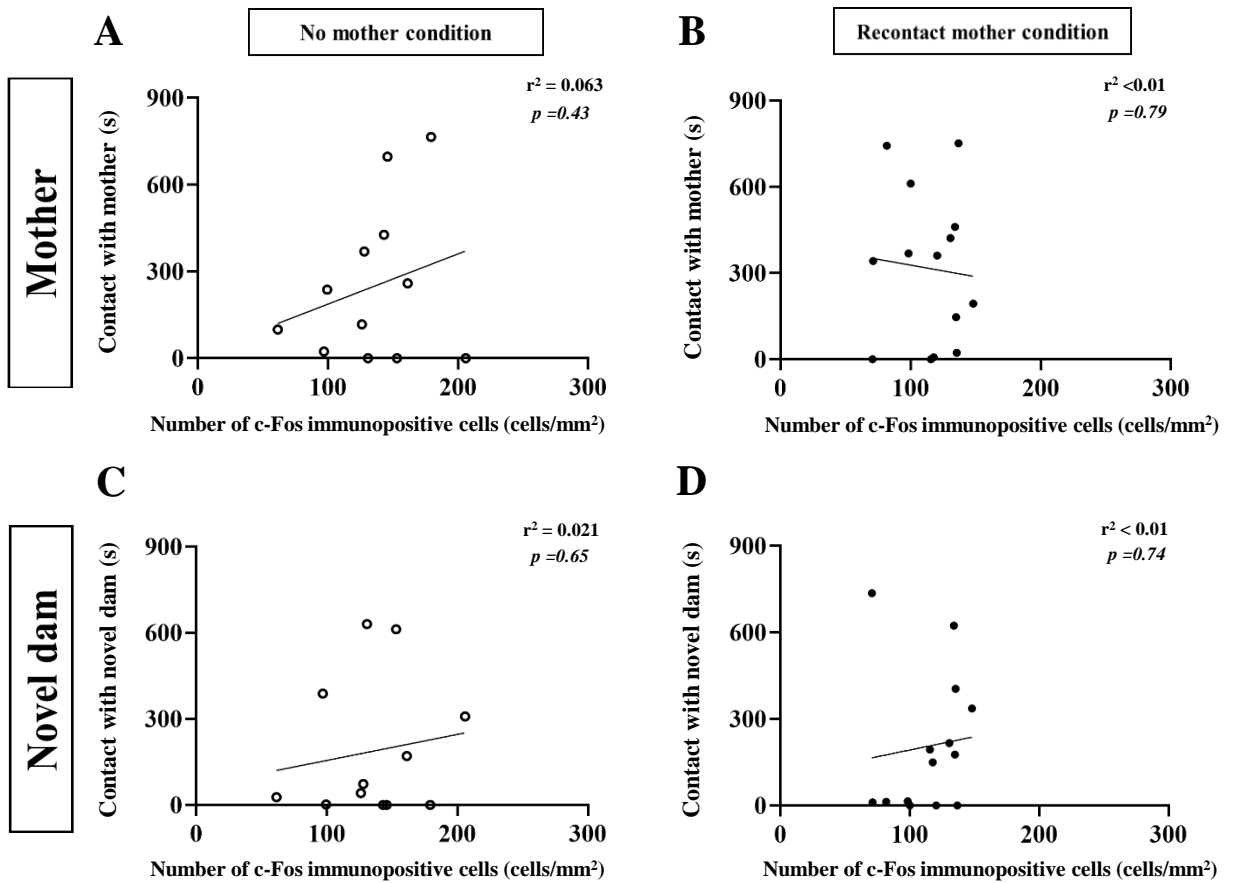 A
No mother condition
B
Recontact mother condition
Mother
r² = 0.063
p =0.43
Contact with mother (s)
900
600
300
0
0 100 200 300
Number of c-Fos immunopositive cells (cells/mm²)
r² <0.01
p =0.79
Contact with mother (s)
900
600
300
0
0 100 200 300
Number of c-Fos immunopositive cells (cells/mm²)
C
D
Novel dam
r² = 0.021
p =0.65
Contact with novel dam (s)
900
600
300
0
0 100 200 300
Number of c-Fos immunopositive cells (cells/mm²)
r² < 0.01
p =0.74
Contact with novel dam (s)
900
600
300
0
0 100 200 300
Number of c-Fos immunopositive cells (cells/mm²)